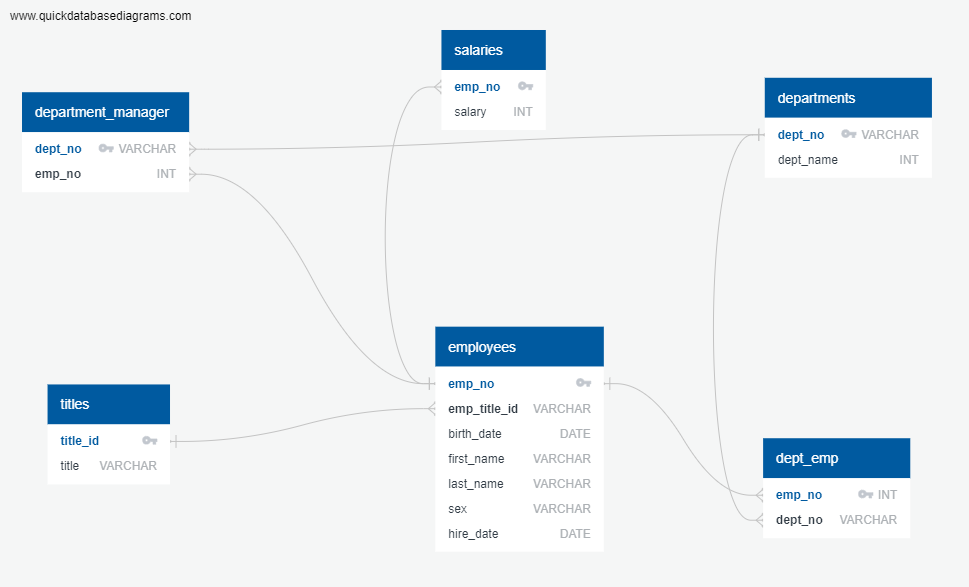 www.quickdatabasediagrams.com
salaries
emp_no
salary INT
department_manager
dept_no VARCHAR
emp_no INT
departments
dept_no VARCHAR
dept_name INT
employees
emp_no
emp_title_id VARCHAR
birth_date DATE
first_name VARCHAR
last_name VARCHAR
sex VARCHAR
hire_date DATE
titles
title_id
title VARCHAR
dept_emp
emp_no INT
dept_no VARCHAR